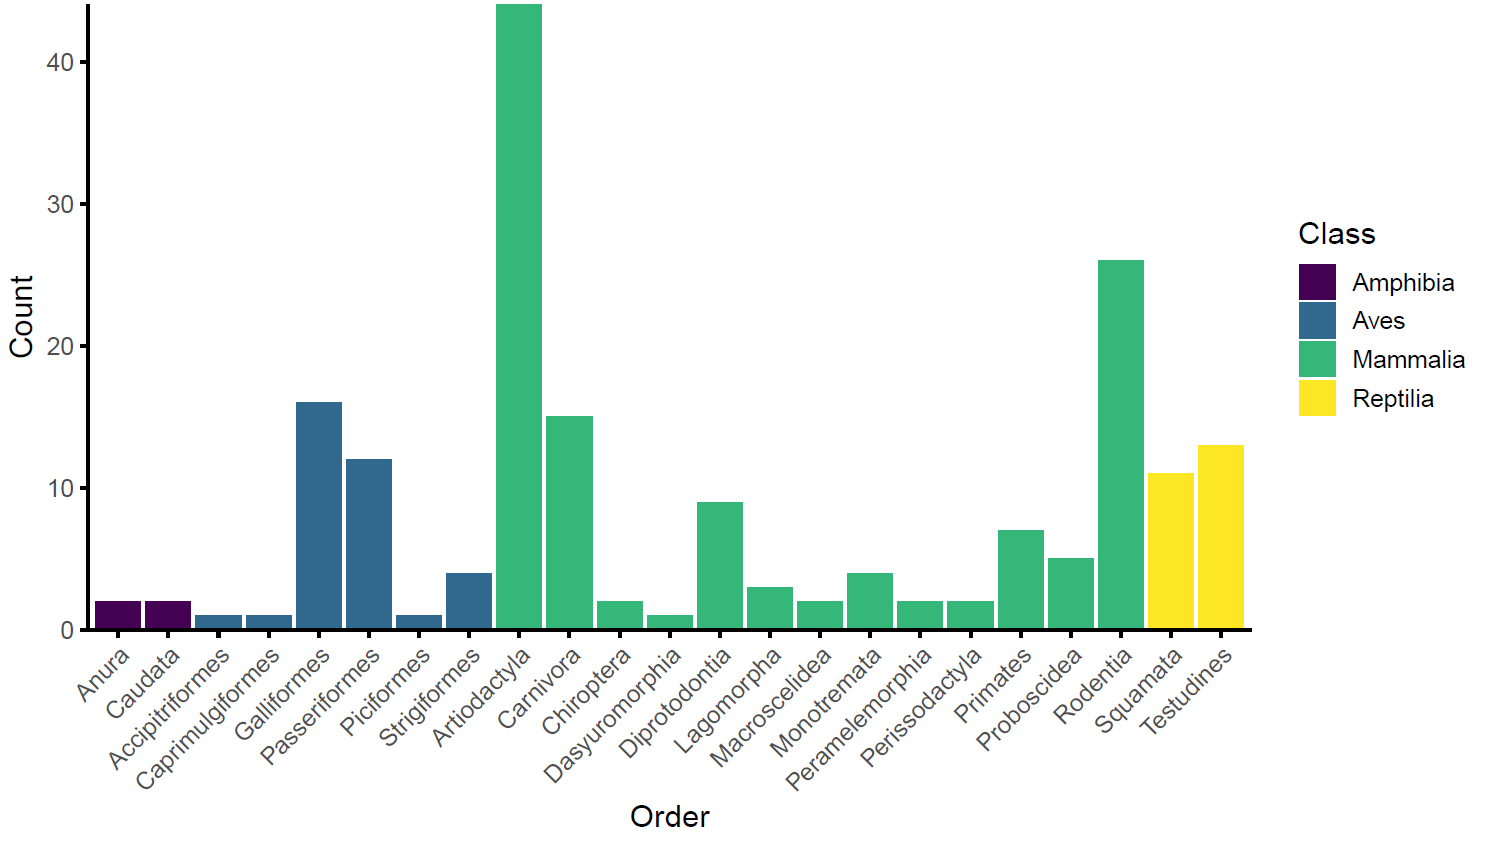 40
30
20
10
0
Count
Anura
Caudata
Accipitriformes
Caprimulgiformes
Galliformes
Passeriformes
Piciformes
Strigiformes
Artiodactyla
Carnivora
Chiroptera
Dasyuromorphia
Diprotodontia
Lagomorpha
Macroscelidea
Monotremata
Peramelemorphia
Perissodactyla
Primates
Proboscidea
Rodentia
Squamata
Testudines
Order
Class
Amphibia
Aves
Mammalia
Reptilia